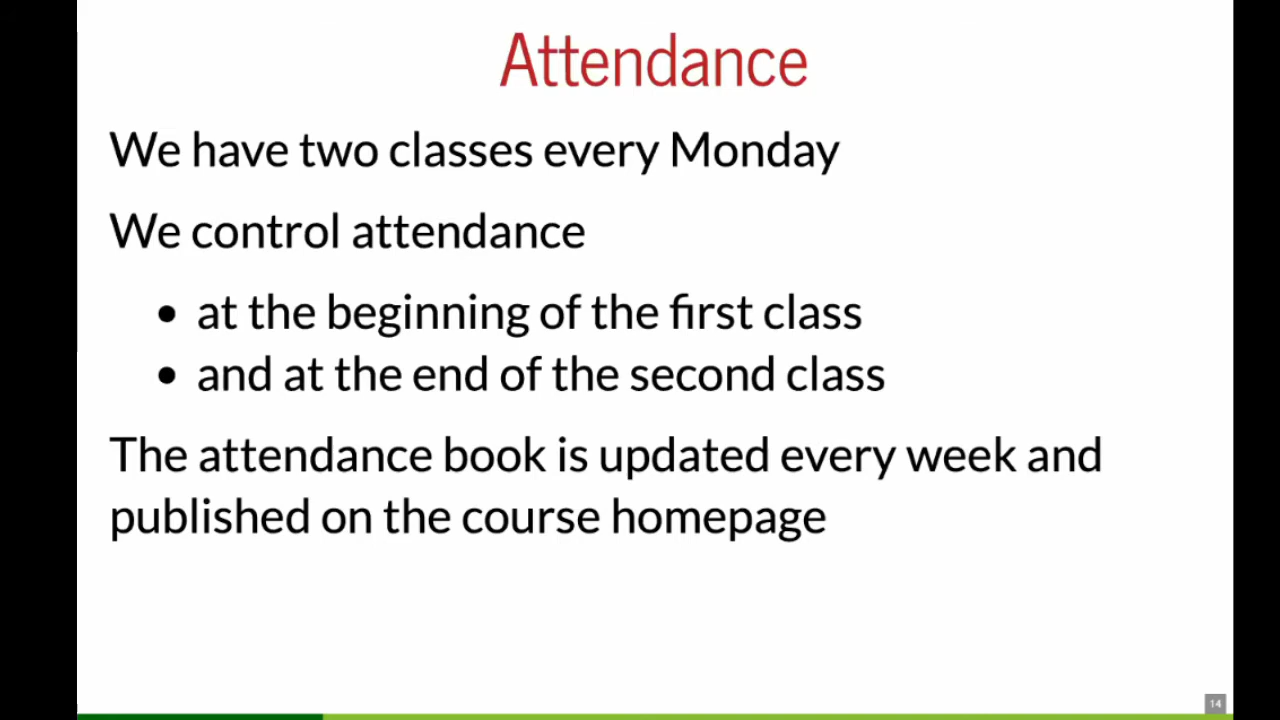 Attendance
We have two classes every Monday
We control attendance
• at the beginning of the first class
• and at the end of the second class
The attendance book is updated every week and
published on the course homepage
14